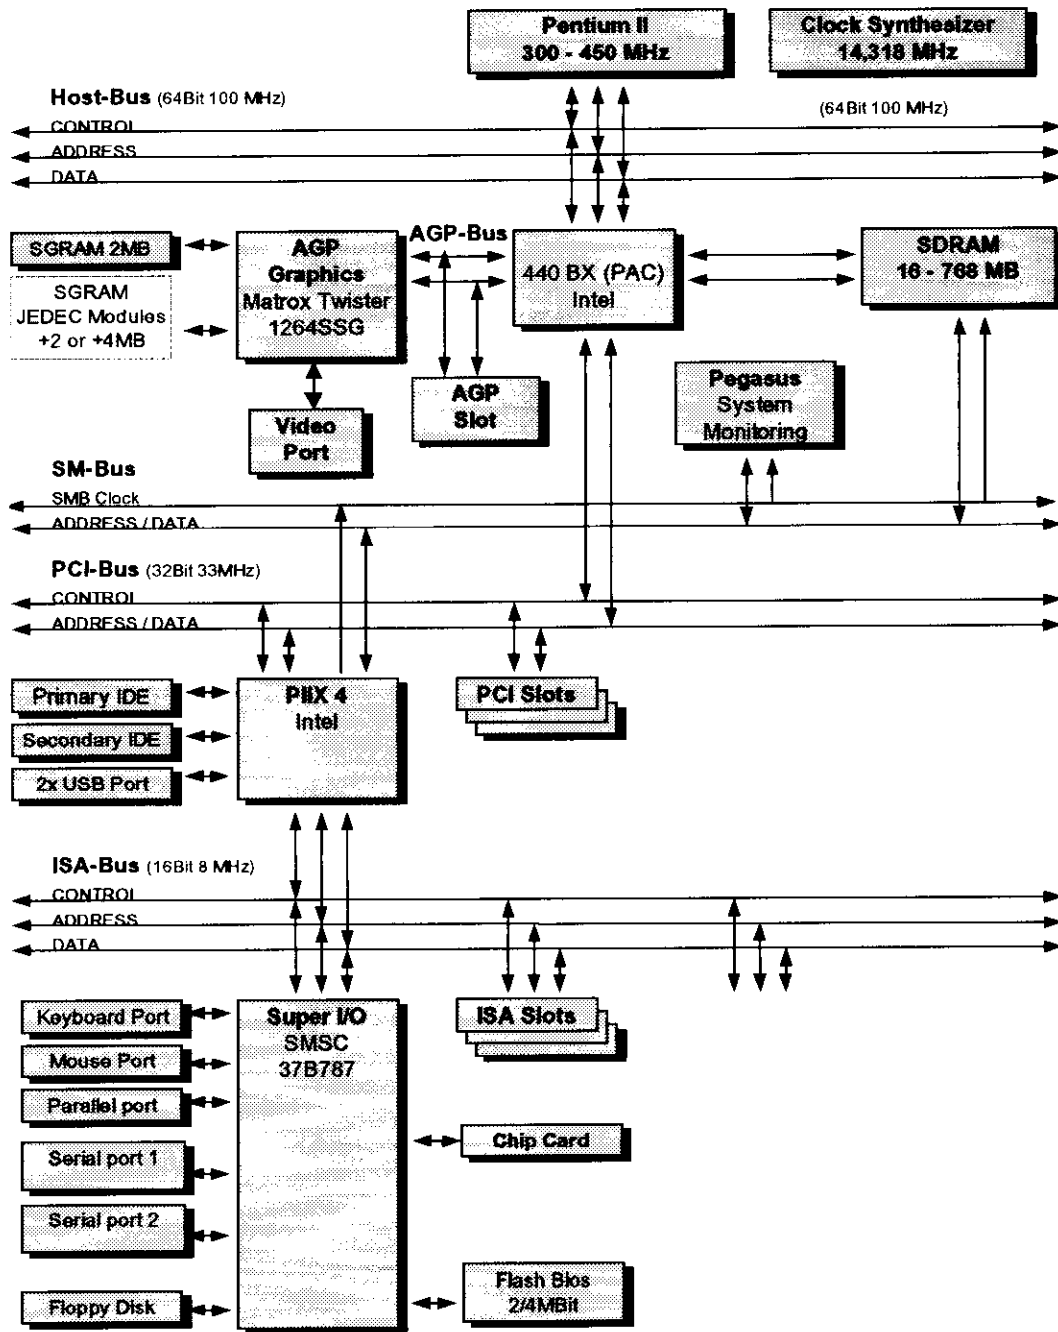 Pentium II
300 - 450 MHz
Clock Synthesizer
14,318 MHz
Host-Bus (64Bit 100 MHz)
(64Bit 100 MHz)
CONTROL
ADDRESS
DATA
SGRAM 2MB
SGRAM
JEDEC Modules
+2 or +4MB
AGP
Graphics
Matrox Twister
1264SSG
AGP-Bus
440 BX (PAC)
Intel
SDRAM
16 - 768 MB
Video
Port
AGP
Slot
Pegasus
System
Monitoring
SM-Bus
SMB Clock
ADDRESS / DATA
PCI-Bus (32Bit 33MHz)
CONTROL
ADDRESS / DATA
Primary IDE
Secondary IDE
2x USB Port
PIIX 4
Intel
PCI Slots
ISA-Bus (16Bit 8 MHz)
CONTROL
ADDRESS
DATA
Keyboard Port
Mouse Port
Parallel port
Serial port 1
Serial port 2
Floppy Disk
Super I/O
SMSC
37B787
ISA Slots
Chip Card
Flash Bios
2/4MBit